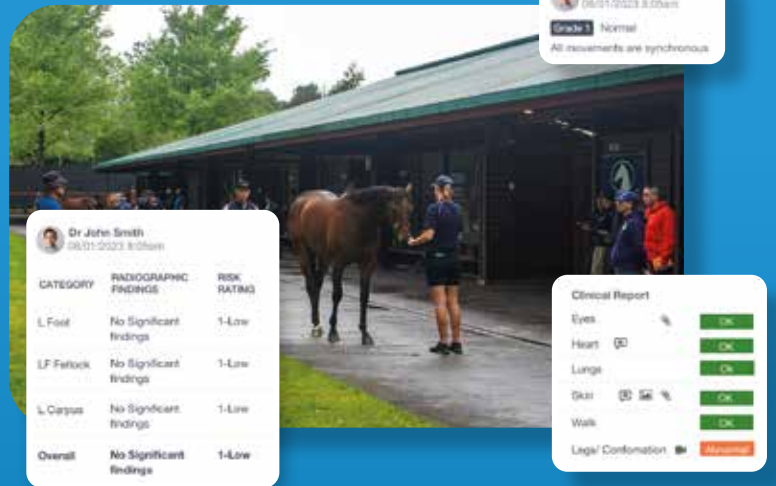 08/01/2023 8:05am
Grade 1 Normal
All movements are synchronous
Dr John Smith
08/01/2023 8:05am
CATEGORY RADIOGRAPHIC FINDINGS RISK RATING
L Foot No Significant findings 1-Low
LF Fetlock No Significant findings 1-Low
L Carpus No Significant findings 1-Low
Overall No Significant findings 1-Low
Clinical Report
Eyes OK
Heart OK
Lungs Ok
Skin OK
Walk OK
Legs/ Confomation Abnormal